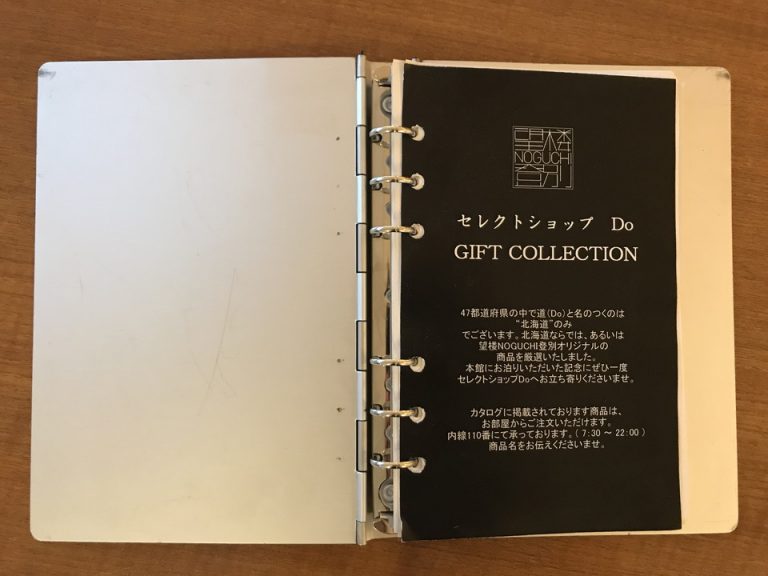 望楼
NOGUCHI
登別
セレクトショップ Do
GIFT COLLECTION
47都道府県の中で道(Do)と名のつくのは
“北海道”のみ
でございます。北海道ならでは、あるいは
望楼NOGUCHI登別オリジナルの
商品を厳選いたしました。
本館にお泊りいただいた記念にぜひ一度
セレクトショップDoへお立ち寄りくださいませ。
カタログに掲載されております商品は、
お部屋からご注文いただけます。
内線110番にて承っております。( 7:30 ～ 22:00 )
商品名をお伝えくださいませ。